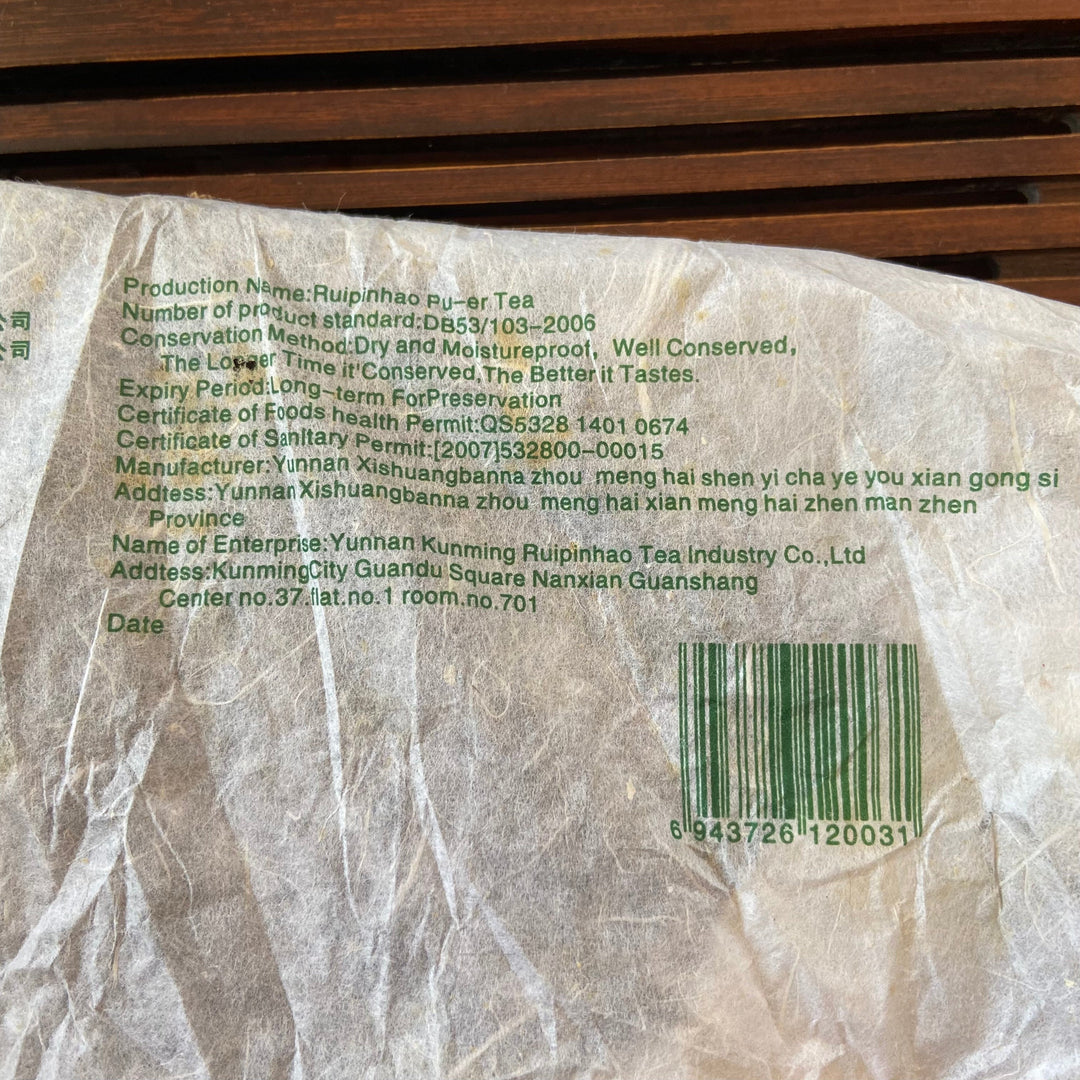 公司
公司
Production Name:Ruipinhao Pu-er Tea
Number of product standard:DB53/103-2006
Conservation Method:Dry and Moistureproof, Well Conserved,
The Time it'Conserved,The Better it Tastes.
Expiry Period:Long-term ForPreservation
Certificate of Foods health Permit:QS5328 1401 0674
Certificate of Sanitary Permit:[2007]532800-00015
Manufacturer:Yunnan Xishuangbanna zhou meng hai shen yi cha ye you xian gong si
Addtess:Yunnan Xishuangbanna zhou meng hai xian meng hai zhen man zhen
Province
Name of Enterprise:Yunnan Kunming Ruipinhao Tea Industry Co.,Ltd
Addtess:KunmingCity Guandu Square Nanxian Guanshang
Center no.37.flat.no.1 room.no.701
Date
6 943726 120031